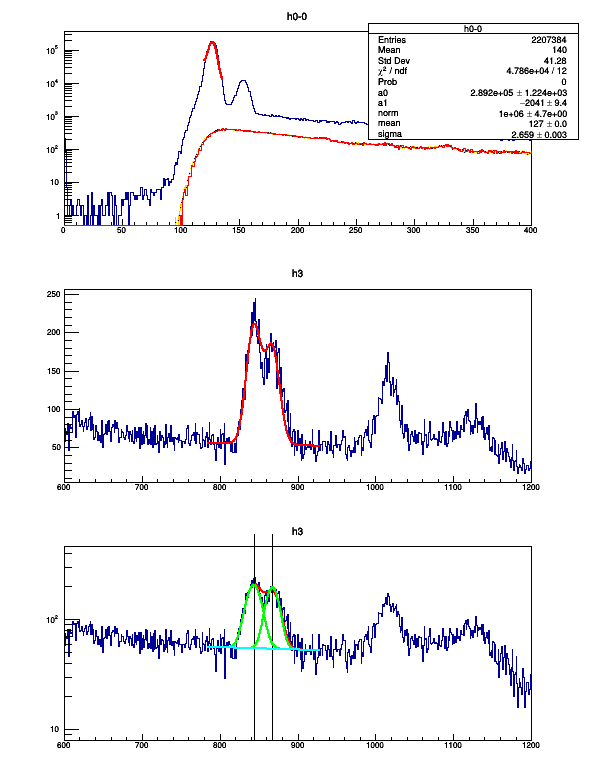 h0-0
h0-0
Entries 2207384
Mean 140
Std Dev 41.28
χ² / ndf 4.786e+04 / 12
Prob 0
a0 2.892e+05 ± 1.224e+03
a1 −2041 ± 9.4
norm 1e+06 ± 4.7e+00
mean 127 ± 0.0
sigma 2.659 ± 0.003
10⁵
10⁴
10³
10²
10
1
0 50 100 150 200 250 300 350 400
h3
250
200
150
100
50
600 700 800 900 1000 1100 1200
h3
10²
10
600 700 800 900 1000 1100 1200